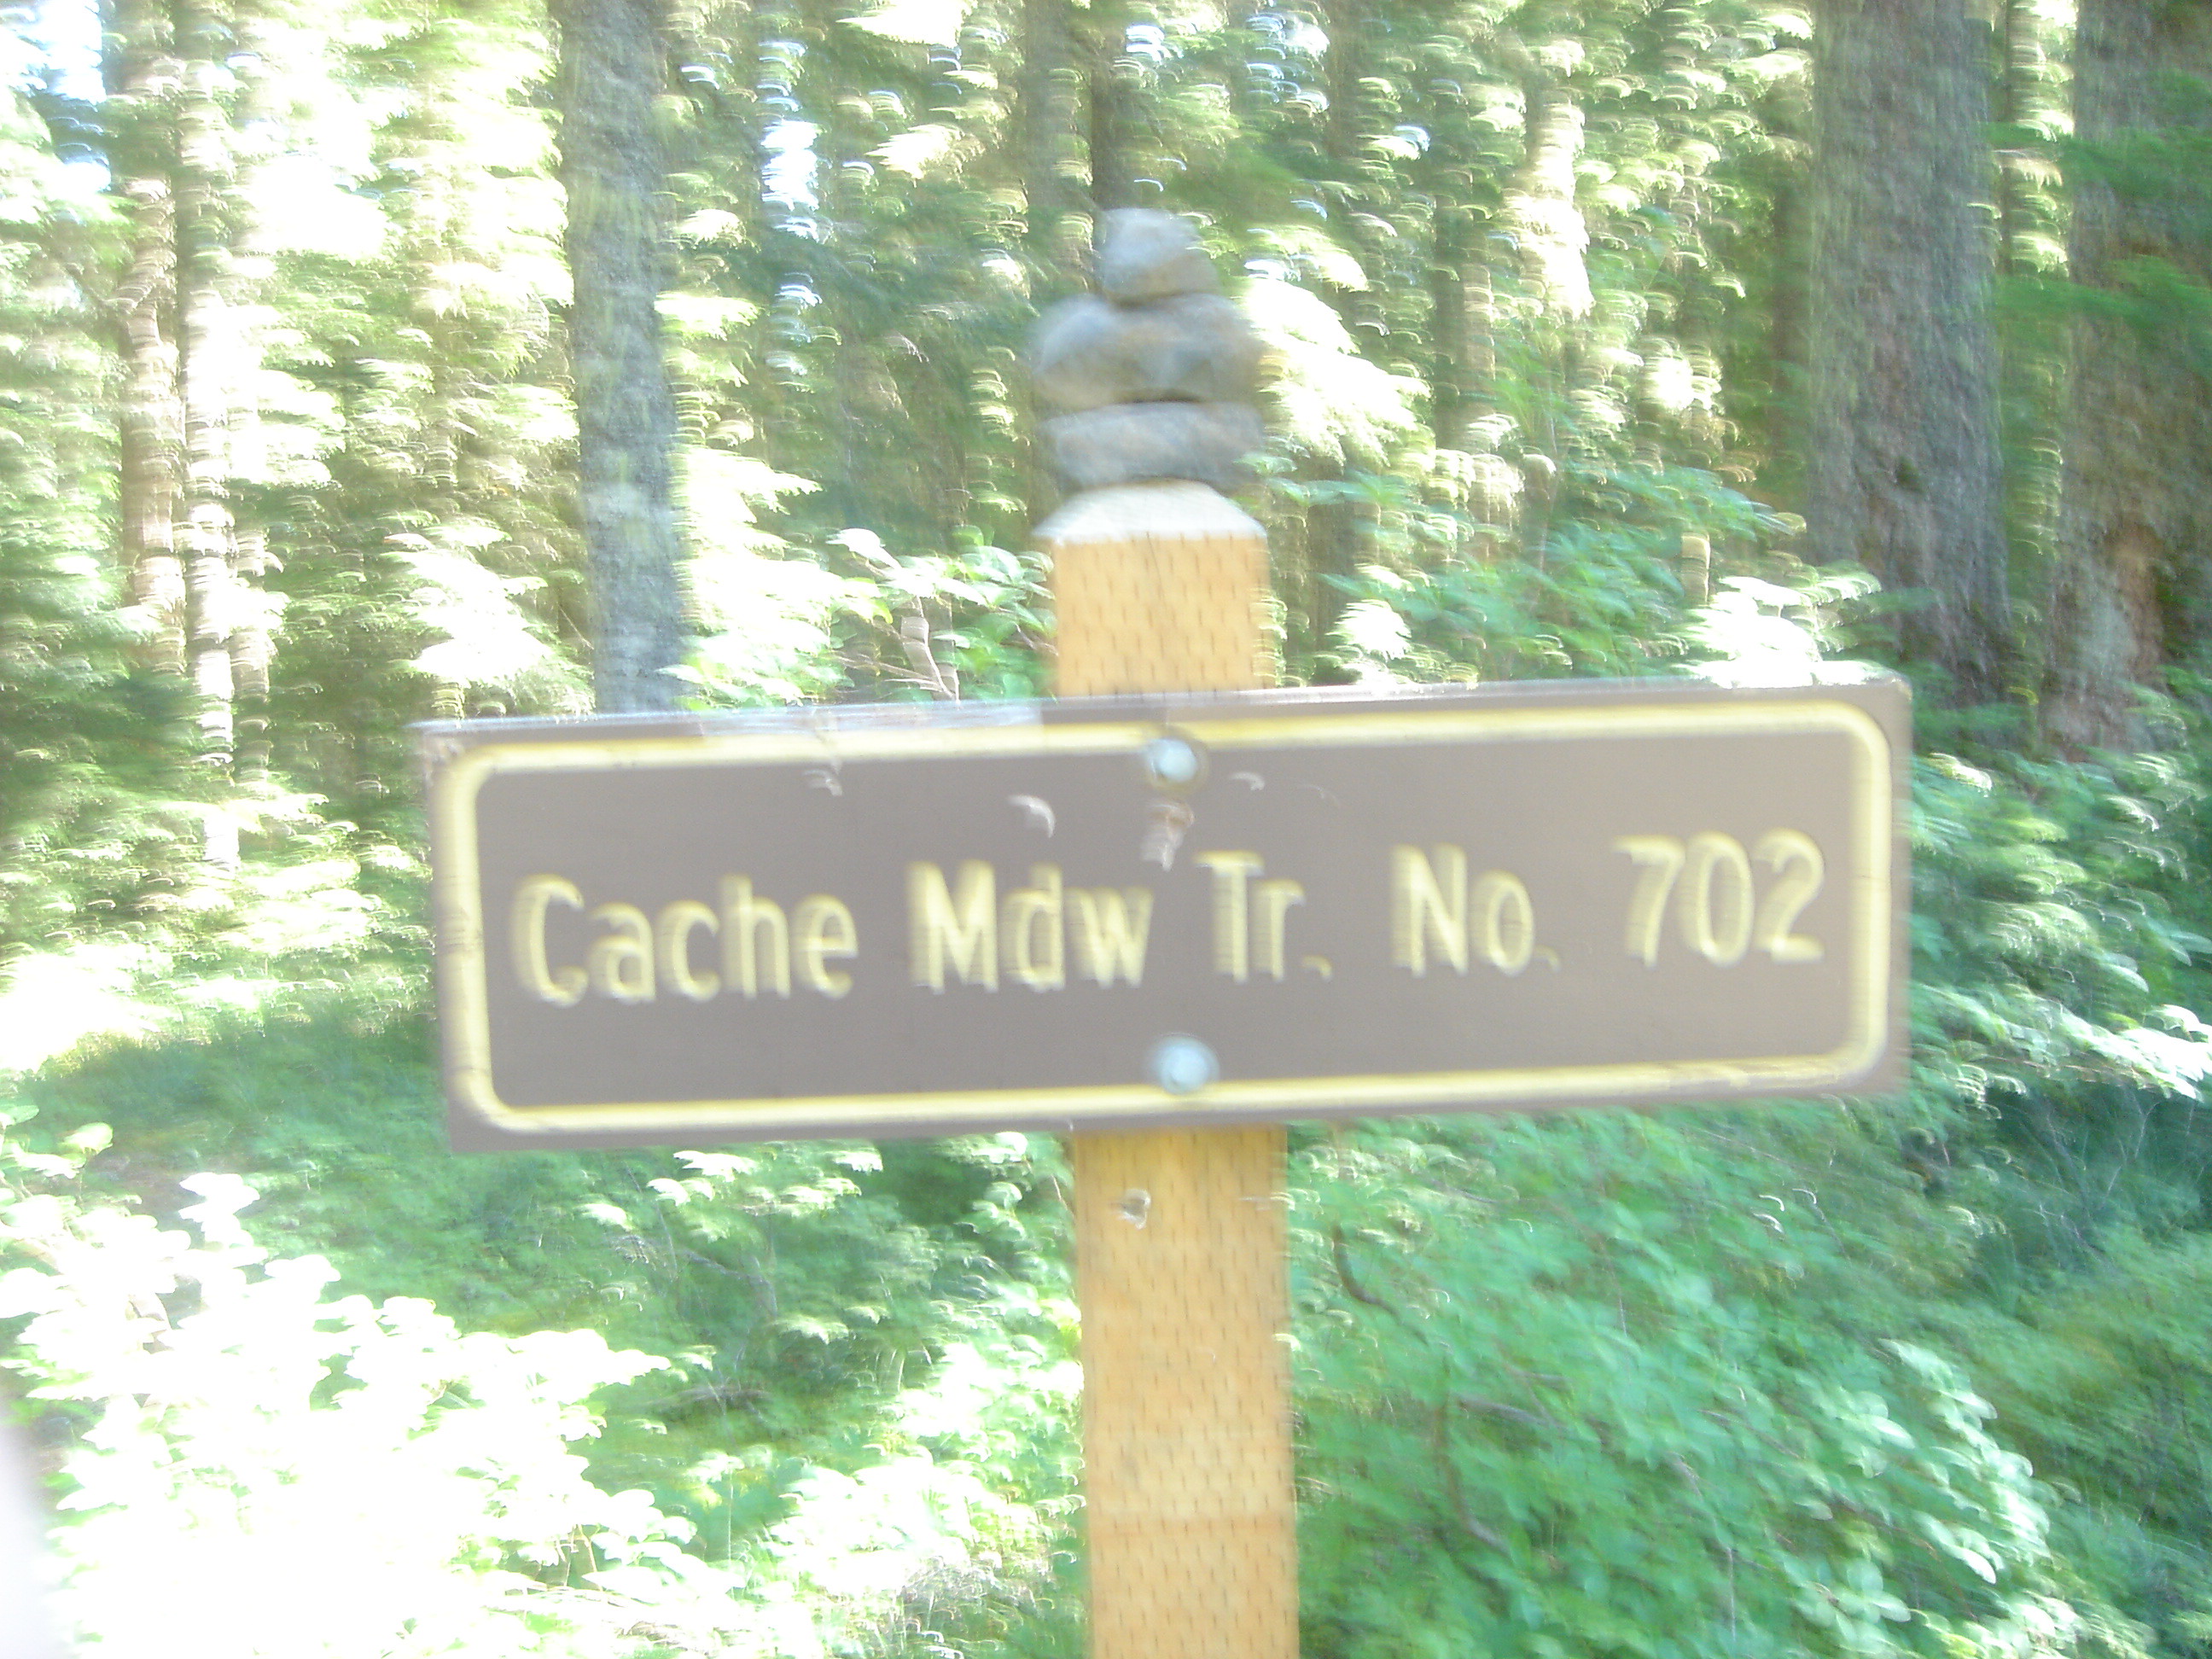 Cache Mdw Tr. No. 702